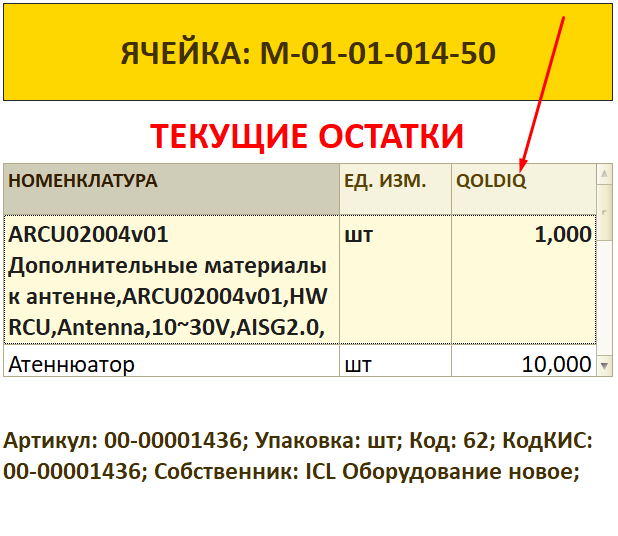 ЯЧЕЙКА: М-01-01-014-50
ТЕКУЩИЕ ОСТАТКИ
НОМЕНКЛАТУРА ЕД. ИЗМ. QOLDIQ
ARCU02004v01 шт 1,000
Дополнительные материалы
к антенне,ARCU02004v01,HW
RCU,Antenna,10~30V,AISG2.0,
Атеннюатор шт 10,000
Артикул: 00-00001436; Упаковка: шт; Код: 62; КодКИС:
00-00001436; Собственник: ICL Оборудование новое;